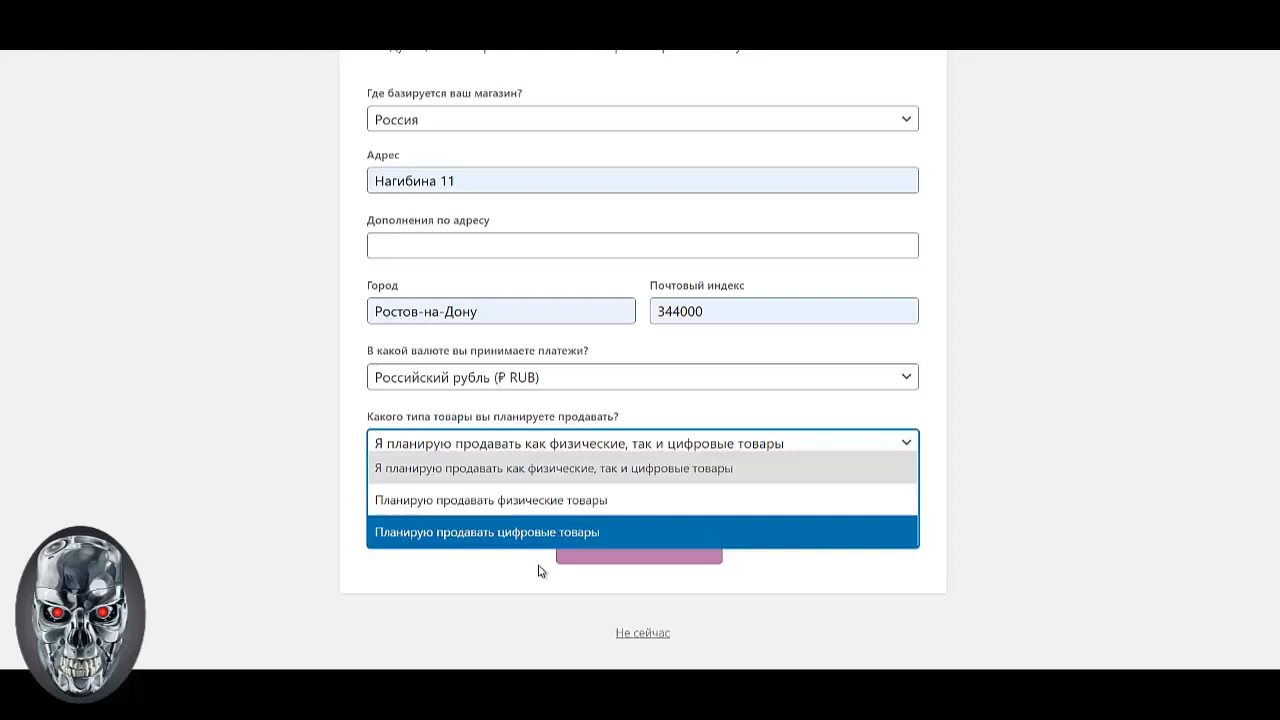 Где базируется ваш магазин?
Россия
Адрес
Нагибина 11
Дополнения по адресу
Город
Почтовый индекс
Ростов-на-Дону
344000
В какой валюте вы принимаете платежи?
Российский рубль (₽ RUB)
Какого типа товары вы планируете продавать?
Я планирую продавать как физические, так и цифровые товары
Я планирую продавать как физические, так и цифровые товары
Планирую продавать физические товары
Планирую продавать цифровые товары
Не сейчас